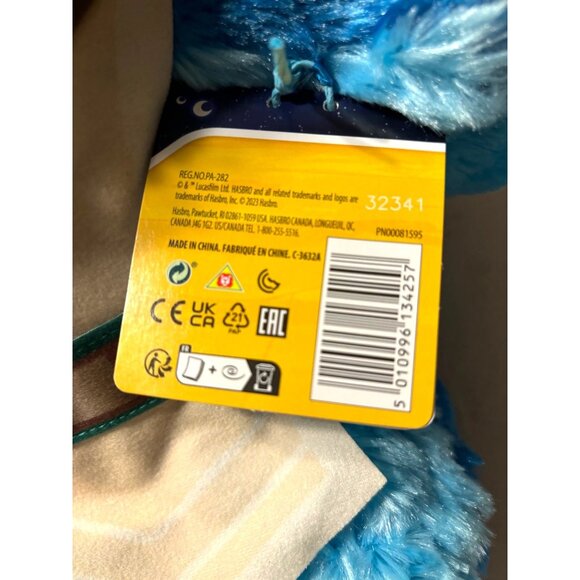 REG.NO.PA-282
© & ™ Lucasfilm Ltd. HASBRO and all related trademarks and logos are
trademarks of Hasbro, Inc. © 2023 Hasbro.
32341
Hasbro, Pawtucket, RI 02861-1059 USA. HASBRO CANADA, LONGUEUIL, QC,
CANADA J4G 1G2. US/CANADA TEL. 1-800-255-5516.
PN00081595
MADE IN CHINA. FABRIQUÉ EN CHINE. C-3632A
CE UK CA 21 PAP EAC
FR
+
5 010996 134257